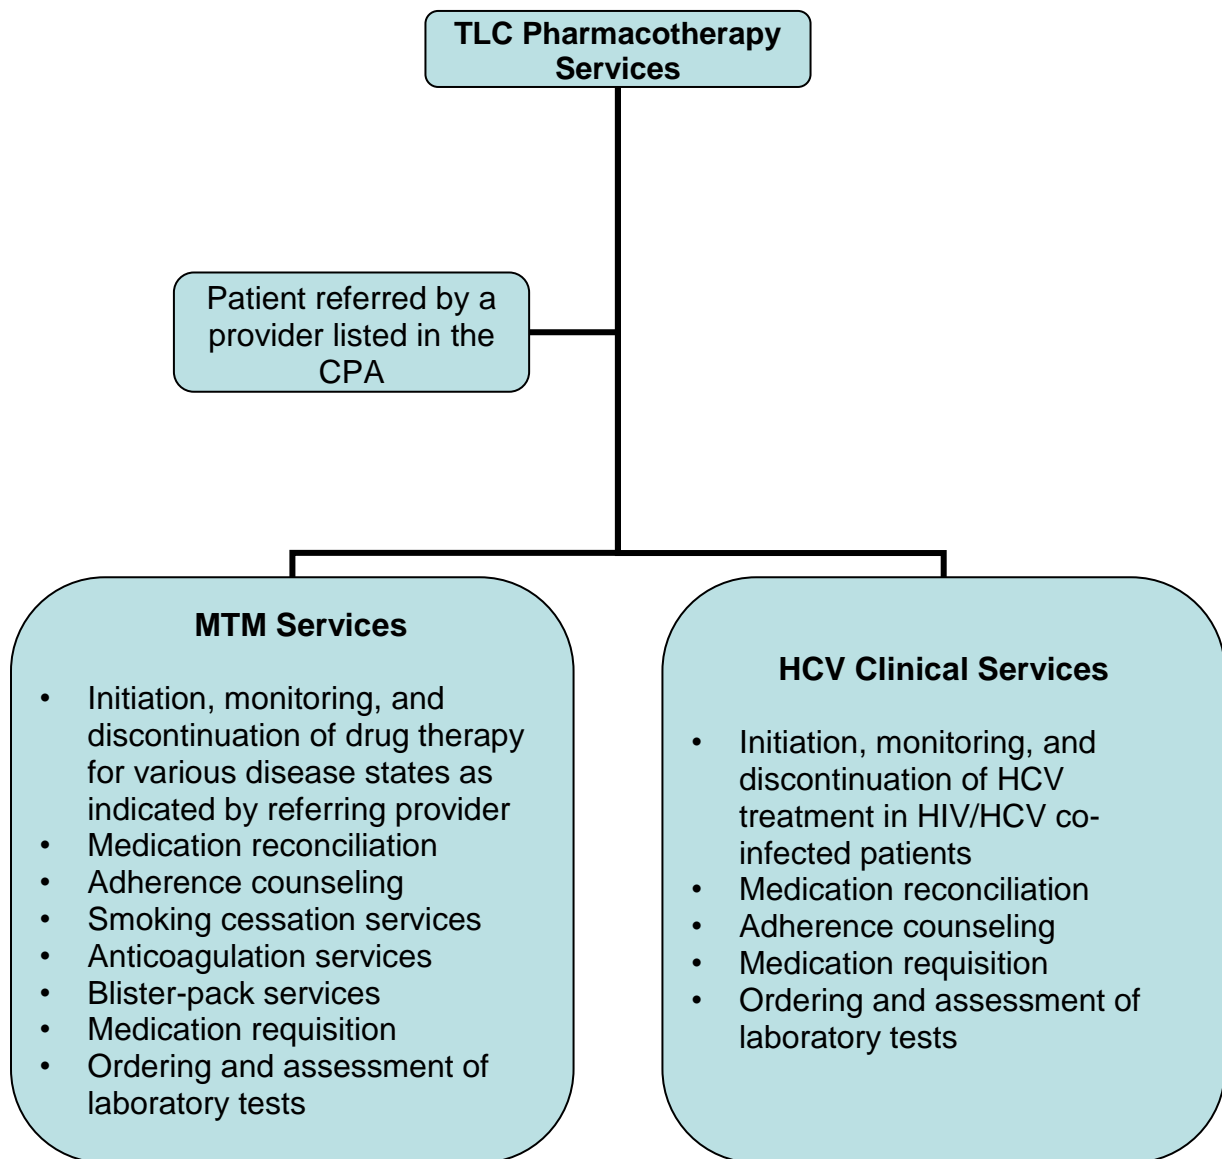 TLC Pharmacotherapy
Services
Patient referred by a
provider listed in the
CPA
MTM Services
• Initiation, monitoring, and
discontinuation of drug therapy
for various disease states as
indicated by referring provider
• Medication reconciliation
• Adherence counseling
• Smoking cessation services
• Anticoagulation services
• Blister-pack services
• Medication requisition
• Ordering and assessment of
laboratory tests
HCV Clinical Services
• Initiation, monitoring, and
discontinuation of HCV
treatment in HIV/HCV co-
infected patients
• Medication reconciliation
• Adherence counseling
• Medication requisition
• Ordering and assessment of
laboratory tests